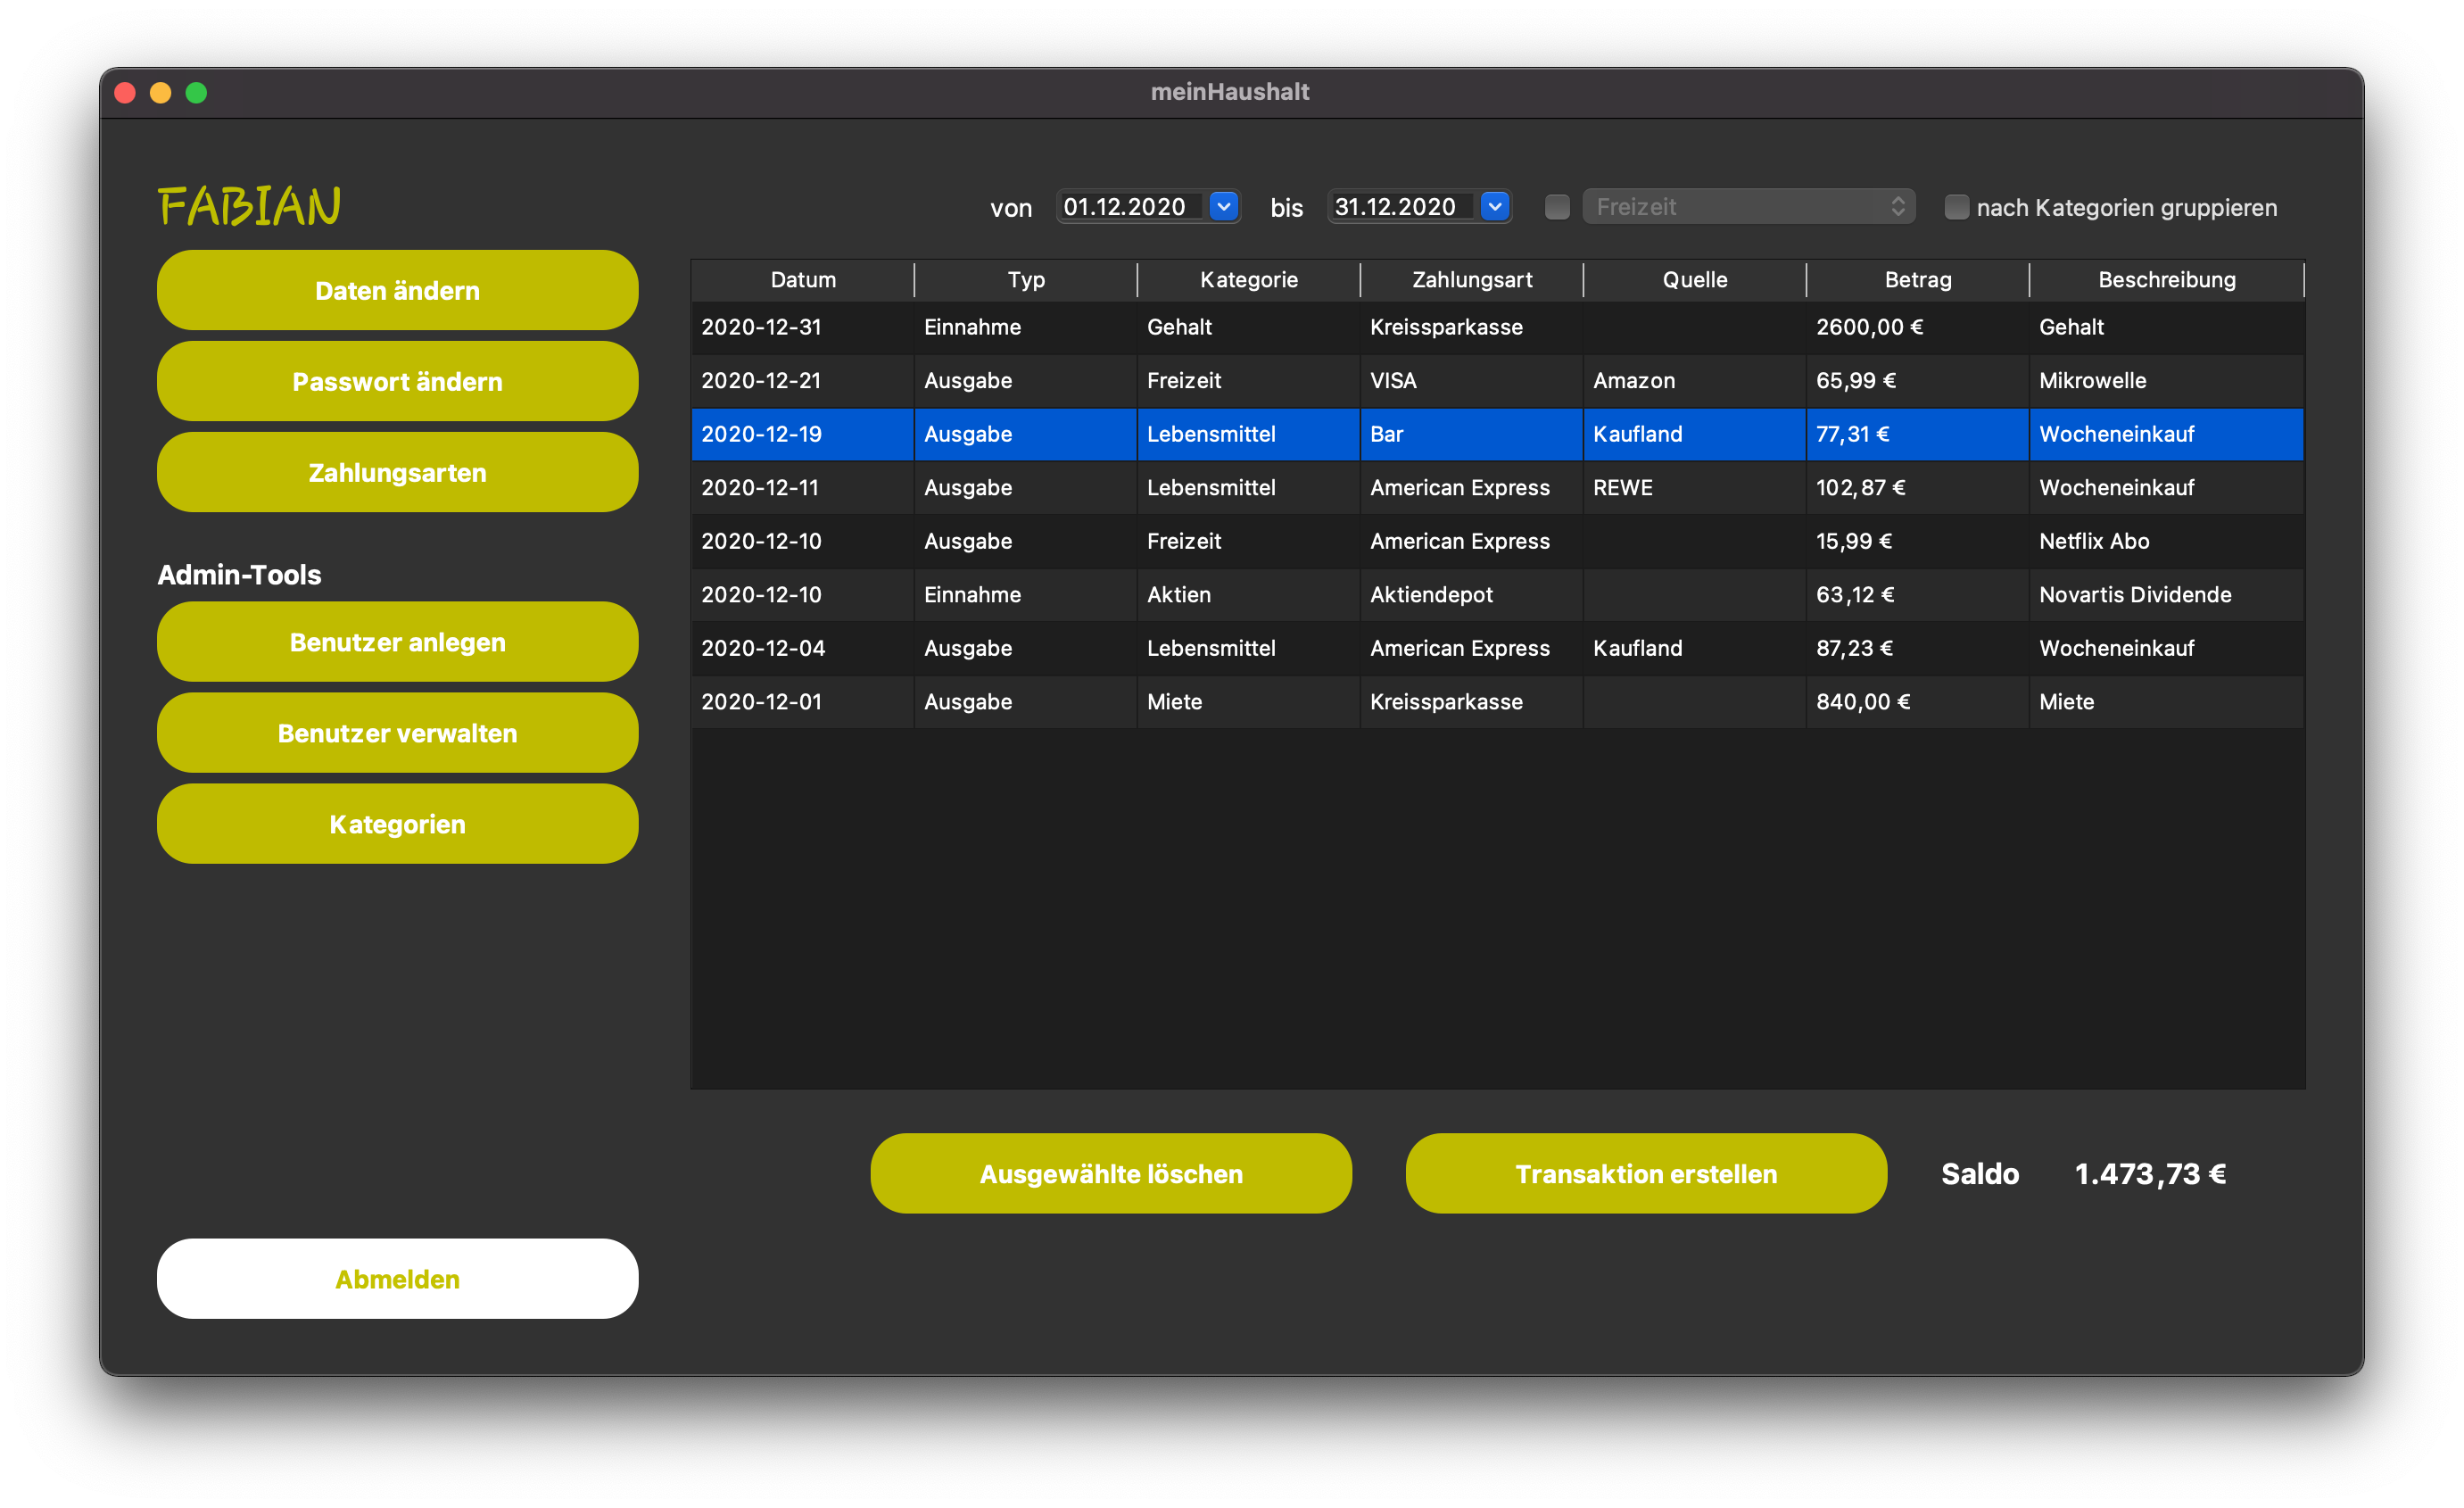 meinHaushalt
FABIAN
von 01.12.2020 bis 31.12.2020 Freizeit nach Kategorien gruppieren
Daten ändern
Passwort ändern
Zahlungsarten
Admin-Tools
Benutzer anlegen
Benutzer verwalten
Kategorien
Abmelden
Datum Typ Kategorie Zahlungsart Quelle Betrag Beschreibung
2020-12-31 Einnahme Gehalt Kreissparkasse 2600,00 € Gehalt
2020-12-21 Ausgabe Freizeit VISA Amazon 65,99 € Mikrowelle
2020-12-19 Ausgabe Lebensmittel Bar Kaufland 77,31 € Wocheneinkauf
2020-12-11 Ausgabe Lebensmittel American Express REWE 102,87 € Wocheneinkauf
2020-12-10 Ausgabe Freizeit American Express 15,99 € Netflix Abo
2020-12-10 Einnahme Aktien Aktiendepot 63,12 € Novartis Dividende
2020-12-04 Ausgabe Lebensmittel American Express Kaufland 87,23 € Wocheneinkauf
2020-12-01 Ausgabe Miete Kreissparkasse 840,00 € Miete
Ausgewählte löschen Transaktion erstellen Saldo 1.473,73 €